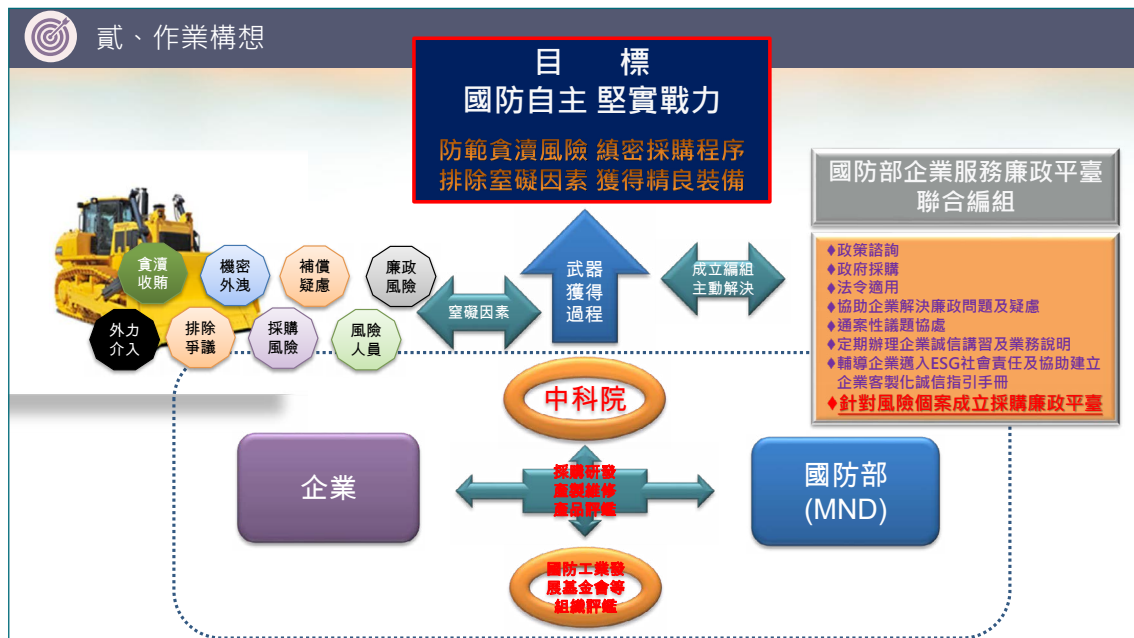 貳、作業構想
目　　標
國防自主 堅實戰力
防範貪瀆風險 縝密採購程序
排除窒礙因素 獲得精良裝備
國防部企業服務廉政平臺
聯合編組
♦政策諮詢
♦政府採購
♦法令適用
♦協助企業解決廉政問題及疑慮
♦通案性議題協處
♦定期辦理企業誠信講習及業務說明
♦輔導企業邁入ESG社會責任及協助建立
企業客製化誠信指引手冊
♦針對風險個案成立採購廉政平臺
貪瀆
收賄
機密
外洩
補償
疑慮
廉政
風險
外力
介入
排除
爭議
採購
風險
風險
人員
窒礙因素
武器
獲得
過程
成立編組
主動解決
中科院
企業
採購研發
產製維修
產品評鑑
國防部
(MND)
國防工業發
展基金會等
組織評鑑